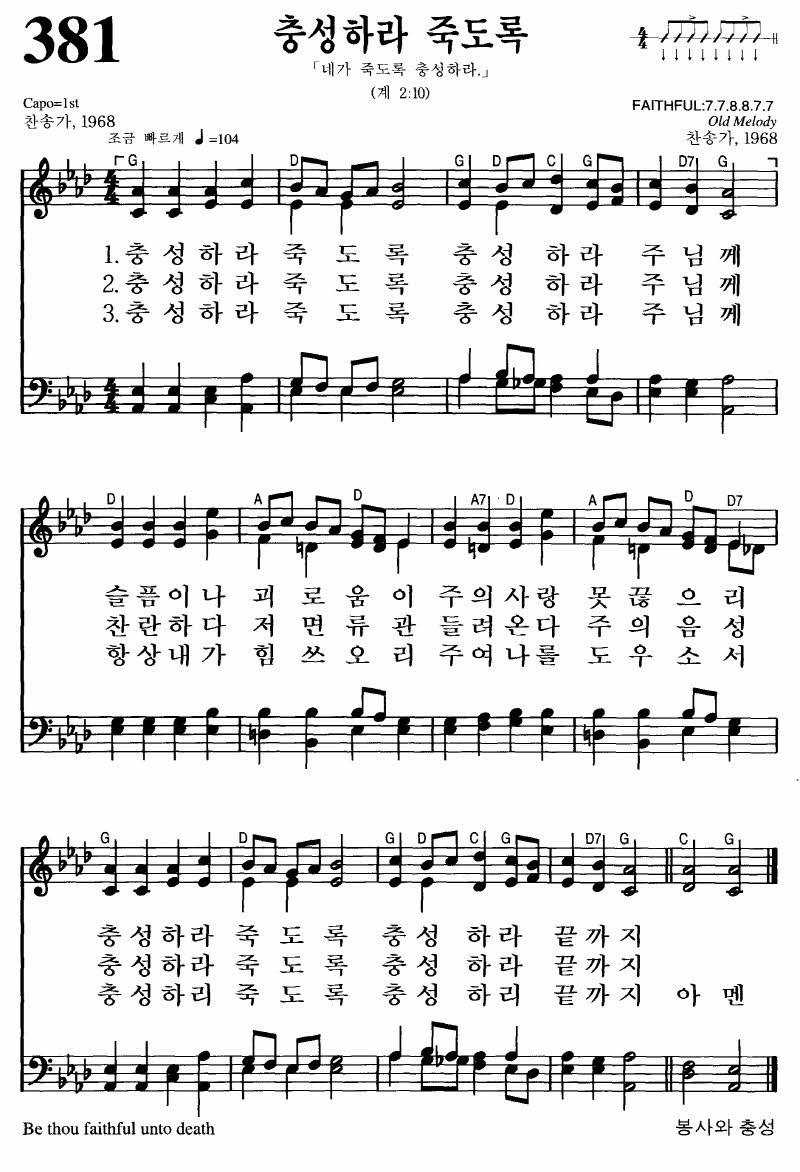 381
충성하라 죽도록
「네가 죽도록 충성하라.」
(계 2:10)
4/4
Capo=1st
찬송가, 1968
조금 빠르게 ♩=104
FAITHFUL:7.7.8.8.7.7
Old Melody
찬송가, 1968
G D G D C G D7 G
1. 충 성 하 라 죽 도 록 충 성 하 라 주 님 께
2. 충 성 하 라 죽 도 록 충 성 하 라 주 님 께
3. 충 성 하 라 죽 도 록 충 성 하 라 주 님 께
D A D A7 D A D D7
슬 픔 이 나 괴 로 움 이 주 의 사 랑 못 끊 으 리
찬 란 하 다 저 면 류 관 들 려 온 다 주 의 음 성
항 상 내 가 힘 쓰 오 리 주 여 나 를 도 우 소 서
G D G D C G D7 G C G
충 성 하 라 죽 도 록 충 성 하 라 끝 까 지
충 성 하 라 죽 도 록 충 성 하 라 끝 까 지
충 성 하 리 죽 도 록 충 성 하 리 끝 까 지 아 멘
Be thou faithful unto death
봉사와 충성